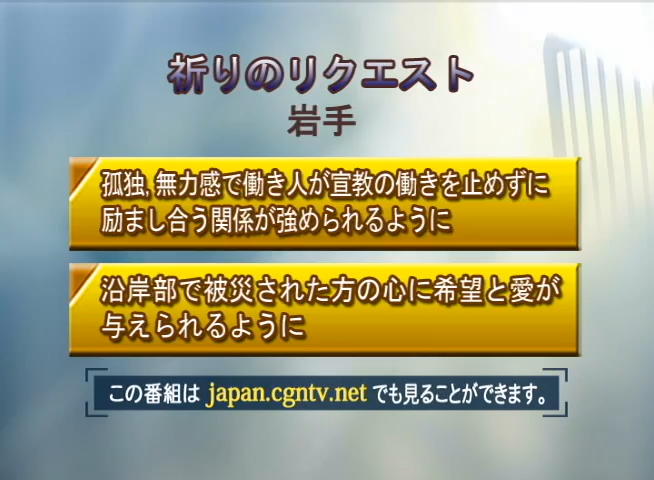 祈りのリクエスト
岩手
孤独, 無力感で働き人が宣教の働きを止めずに
励まし合う関係が強められるように
沿岸部で被災された方の心に希望と愛が
与えられるように
この番組は japan.cgntv.net でも見ることができます。